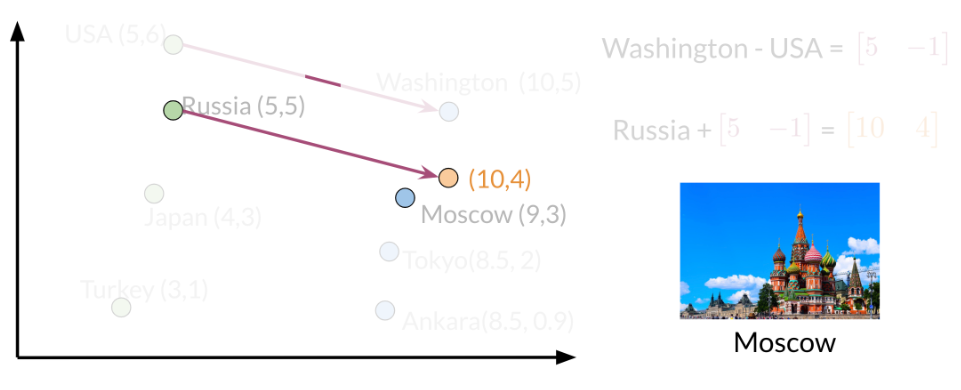 USA (5,6)
Washington (10,5)
Russia (5,5)
(10,4)
Moscow (9,3)
Japan (4,3)
Tokyo(8.5, 2)
Turkey (3,1)
Ankara(8.5, 0.9)
Washington - USA = [5 -1]
Russia + [5 -1] = [10 4]
Moscow